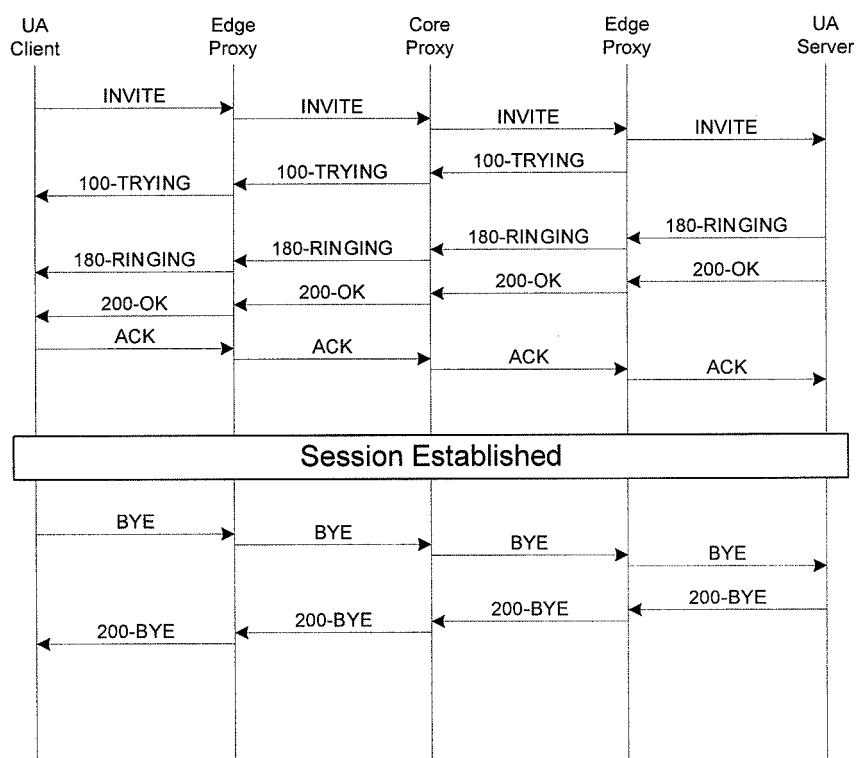 UA
Client
Edge
Proxy
Core
Proxy
Edge
Proxy
UA
Server
INVITE
INVITE
INVITE
INVITE
100-TRYING
100-TRYING
100-TRYING
180-RINGING
180-RINGING
180-RINGING
180-RINGING
200-OK
200-OK
200-OK
200-OK
ACK
ACK
ACK
ACK
Session Established
BYE
BYE
BYE
BYE
200-BYE
200-BYE
200-BYE
200-BYE